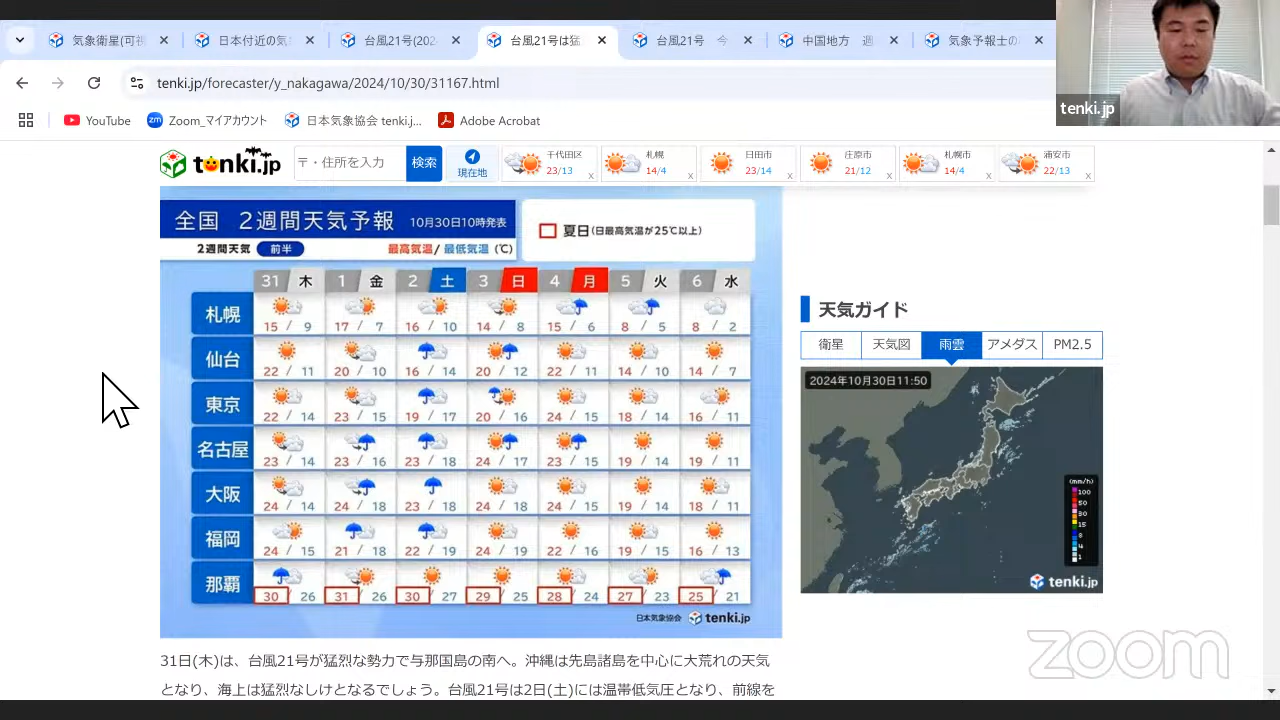 気象衛星(可視
日本付近の気
台風21号(202
台風21号は猛
台風21号 今
中国地方 週
気象予報士の
tenki.jp/forecaster/y_nakagawa/2024/10/30/31167.html
YouTube
zm Zoom_マイアカウント
日本気象協会 tenki.j...
Adobe Acrobat
tenki.jp
tenki.jp
〒・住所を入力
検索
現在地
千代田区 23/13 x
札幌 14/4 x
日田市 23/14 x
庄原市 21/12 x
札幌市 14/4 x
浦安市 22/13 x
全国 2週間天気予報 10月30日10時発表
2週間天気 前半 最高気温/最低気温 (℃)
夏日(日最高気温が25℃以上)
31 木 1 金 2 土 3 日 4 月 5 火 6 水
札幌 15 / 9 17 / 7 16 / 10 14 / 8 15 / 6 8 / 5 8 / 2
仙台 22 / 11 20 / 10 16 / 14 20 / 12 22 / 11 14 / 10 14 / 7
東京 22 / 14 23 / 15 19 / 17 20 / 16 24 / 15 18 / 14 16 / 11
名古屋 23 / 14 23 / 16 23 / 18 24 / 17 23 / 15 19 / 14 19 / 11
大阪 24 / 14 24 / 17 23 / 18 24 / 18 24 / 15 19 / 14 18 / 11
福岡 24 / 15 21 / 18 22 / 19 24 / 19 22 / 16 19 / 15 16 / 13
那覇 30 / 26 31 / 26 30 / 27 29 / 25 28 / 24 27 / 23 25 / 21
日本気象協会 tenki.jp
天気ガイド
衛星 天気図 雨雲 アメダス PM2.5
2024年10月30日11:50
(mm/h)
100
50
30
15
8
4
1
tenki.jp
31日(木)は、台風21号が猛烈な勢力で与那国島の南へ。沖縄は先島諸島を中心に大荒れの天気
となり、海上は猛烈なしけとなるでしょう。台風21号は2日(土)には温帯低気圧となり、前線を
zoom